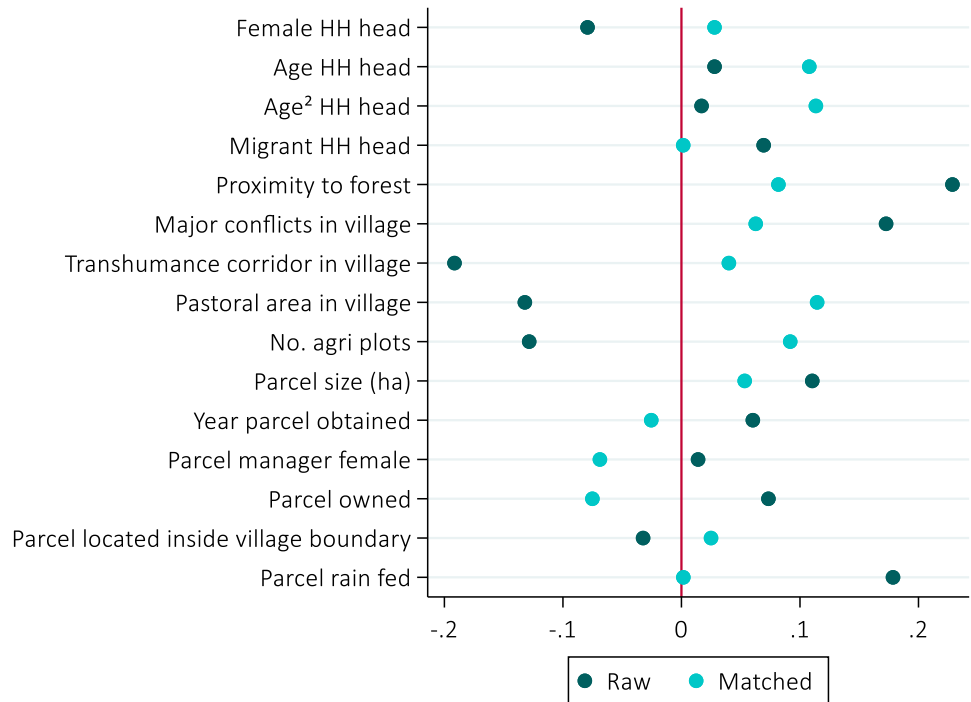 Female HH head
Age HH head
Age² HH head
Migrant HH head
Proximity to forest
Major conflicts in village
Transhumance corridor in village
Pastoral area in village
No. agri plots
Parcel size (ha)
Year parcel obtained
Parcel manager female
Parcel owned
Parcel located inside village boundary
Parcel rain fed
-.2 -.1 0 .1 .2
Raw Matched